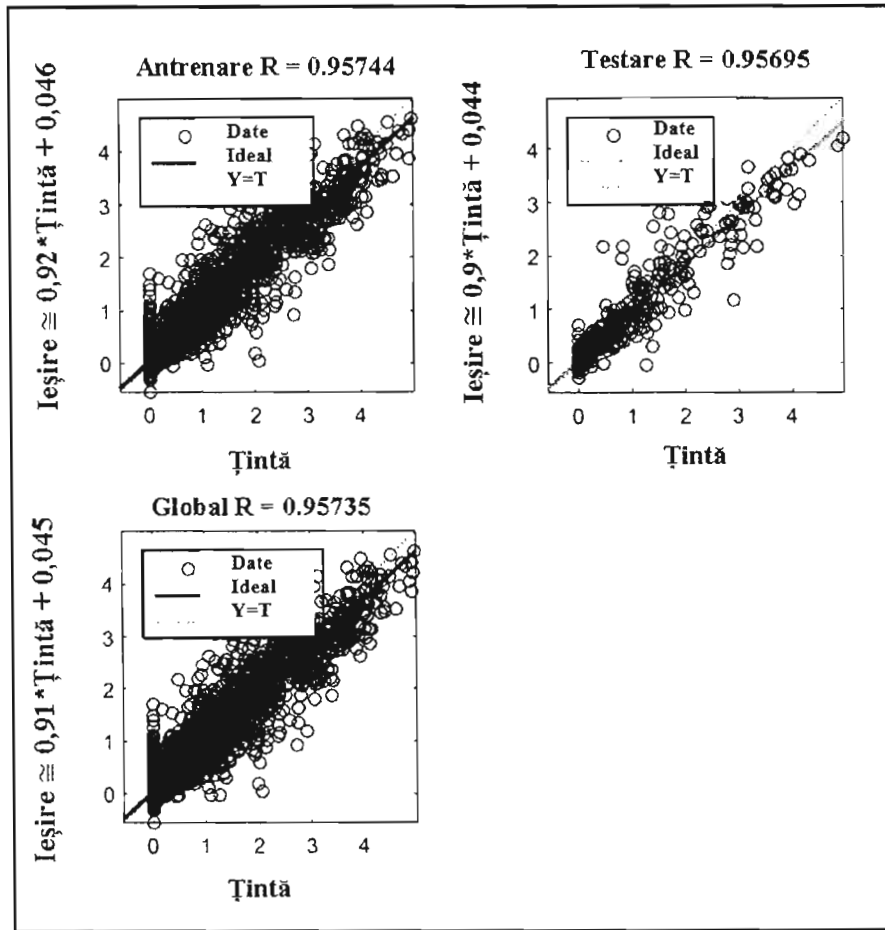 Antrenare R = 0.95744
Ieșire ≅ 0,92*Țintă + 0,046
Date
Ideal
Y=T
4
3
2
1
0
0 1 2 3 4
Țintă
Testare R = 0.95695
Ieșire ≅ 0,9*Țintă + 0,044
Date
Ideal
Y=T
4
3
2
1
0
0 1 2 3 4
Țintă
Global R = 0.95735
Ieșire ≅ 0,91*Țintă + 0,045
Date
Ideal
Y=T
4
3
2
1
0
0 1 2 3 4
Țintă